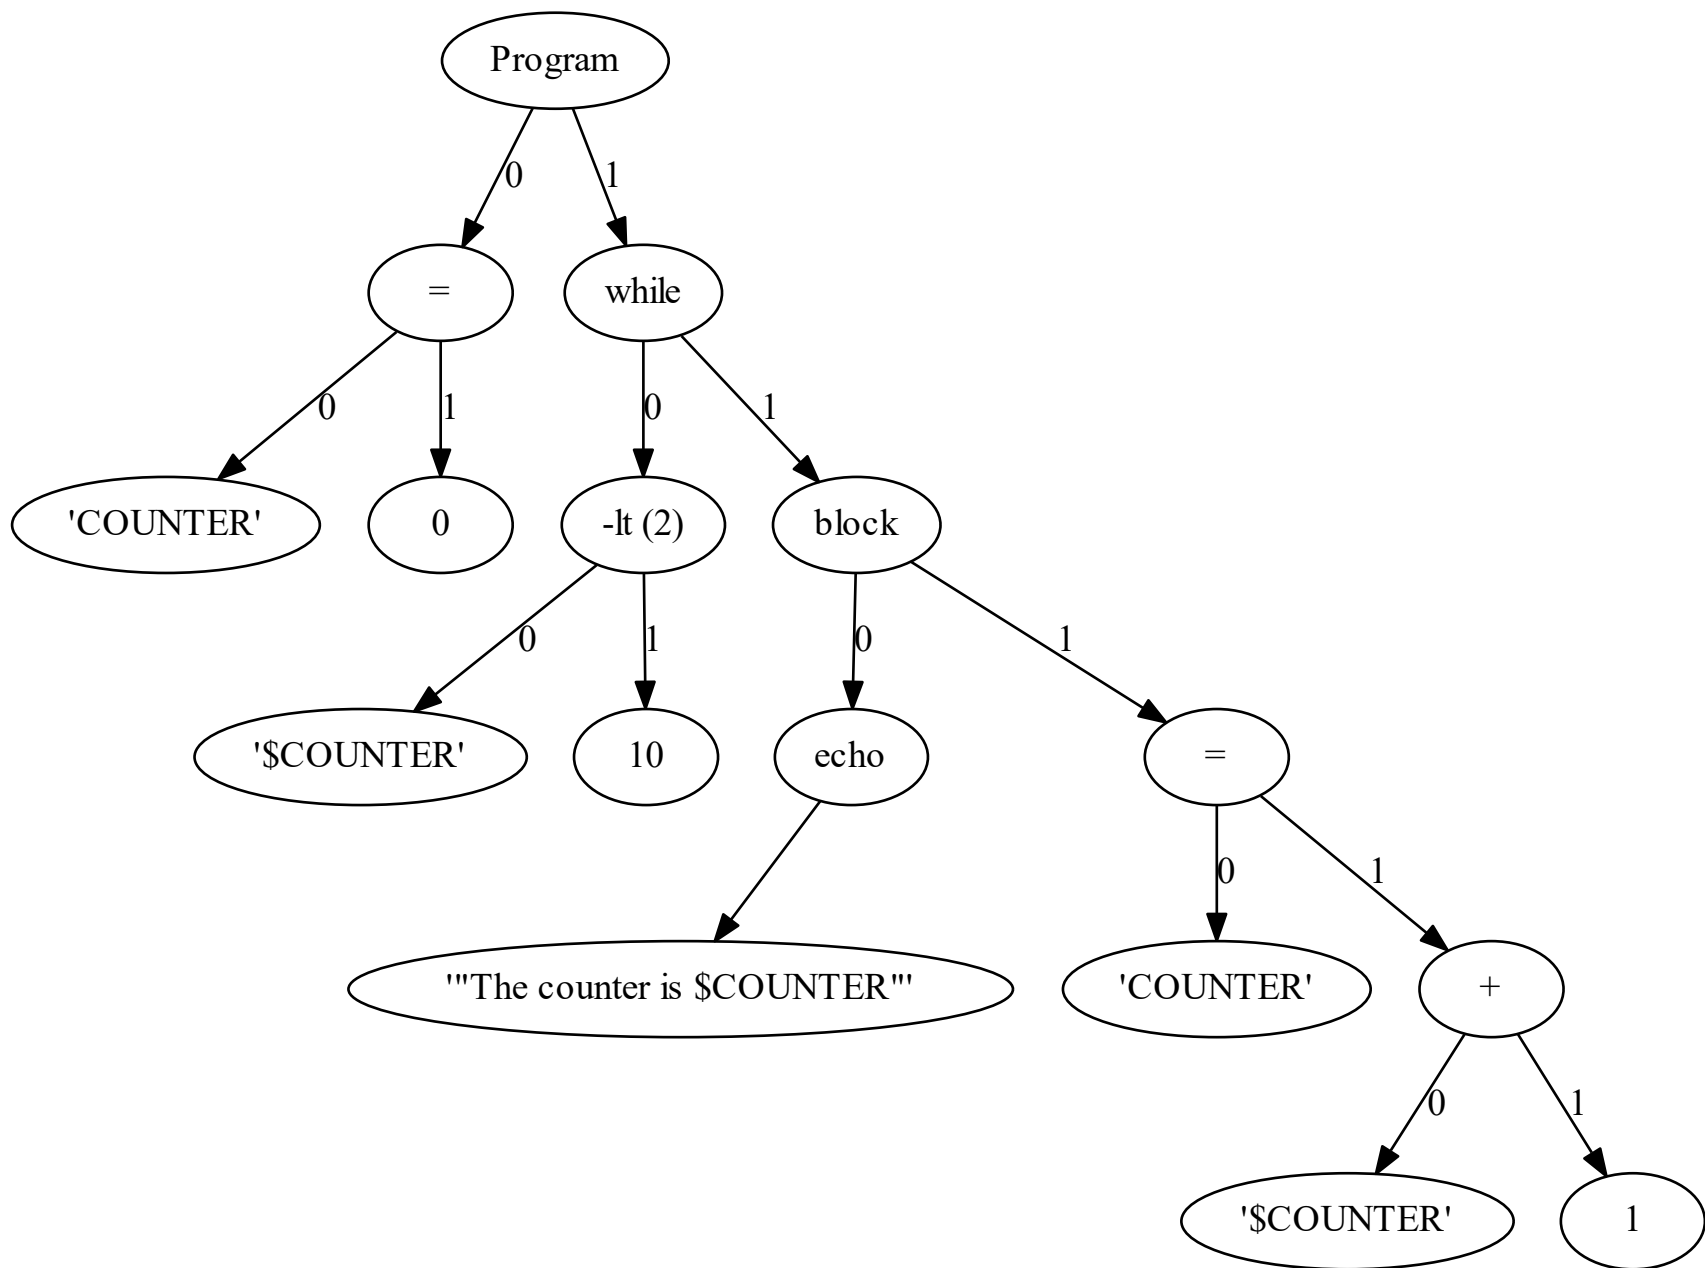 Program
0
1
=
while
0
1
0
1
'COUNTER'
0
-lt (2)
block
0
1
0
1
'$COUNTER'
10
echo
=
0
1
'"The counter is $COUNTER"'
'COUNTER'
+
0
1
'$COUNTER'
1